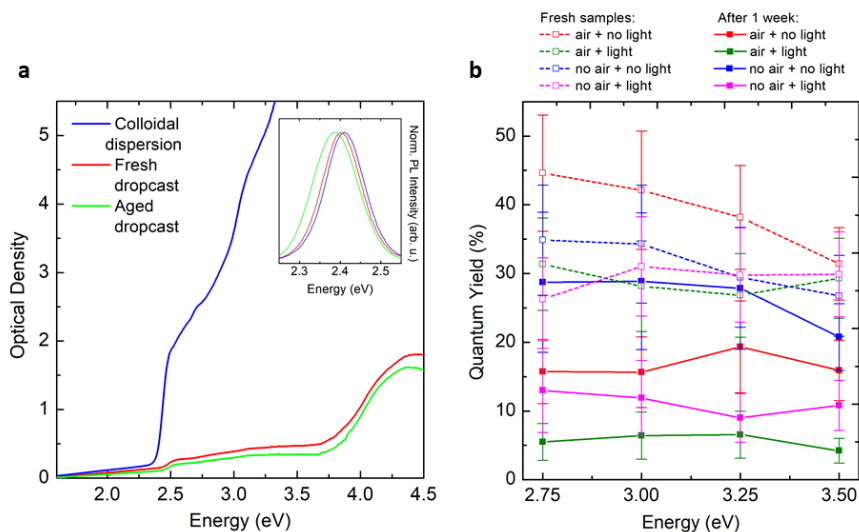 Fresh samples: After 1 week:
air + no light air + no light
air + light air + light
no air + no light no air + no light
no air + light no air + light
a
b
Colloidal
dispersion
Fresh
dropcast
Aged
dropcast
Optical Density
0
1
2
3
4
5
2.0 2.5 3.0 3.5 4.0 4.5
Energy (eV)
2.3 2.4 2.5
Energy (eV)
Norm. PL Intensity (arb. u.)
Quantum Yield (%)
50
40
30
20
10
0
2.75 3.00 3.25 3.50
Energy (eV)